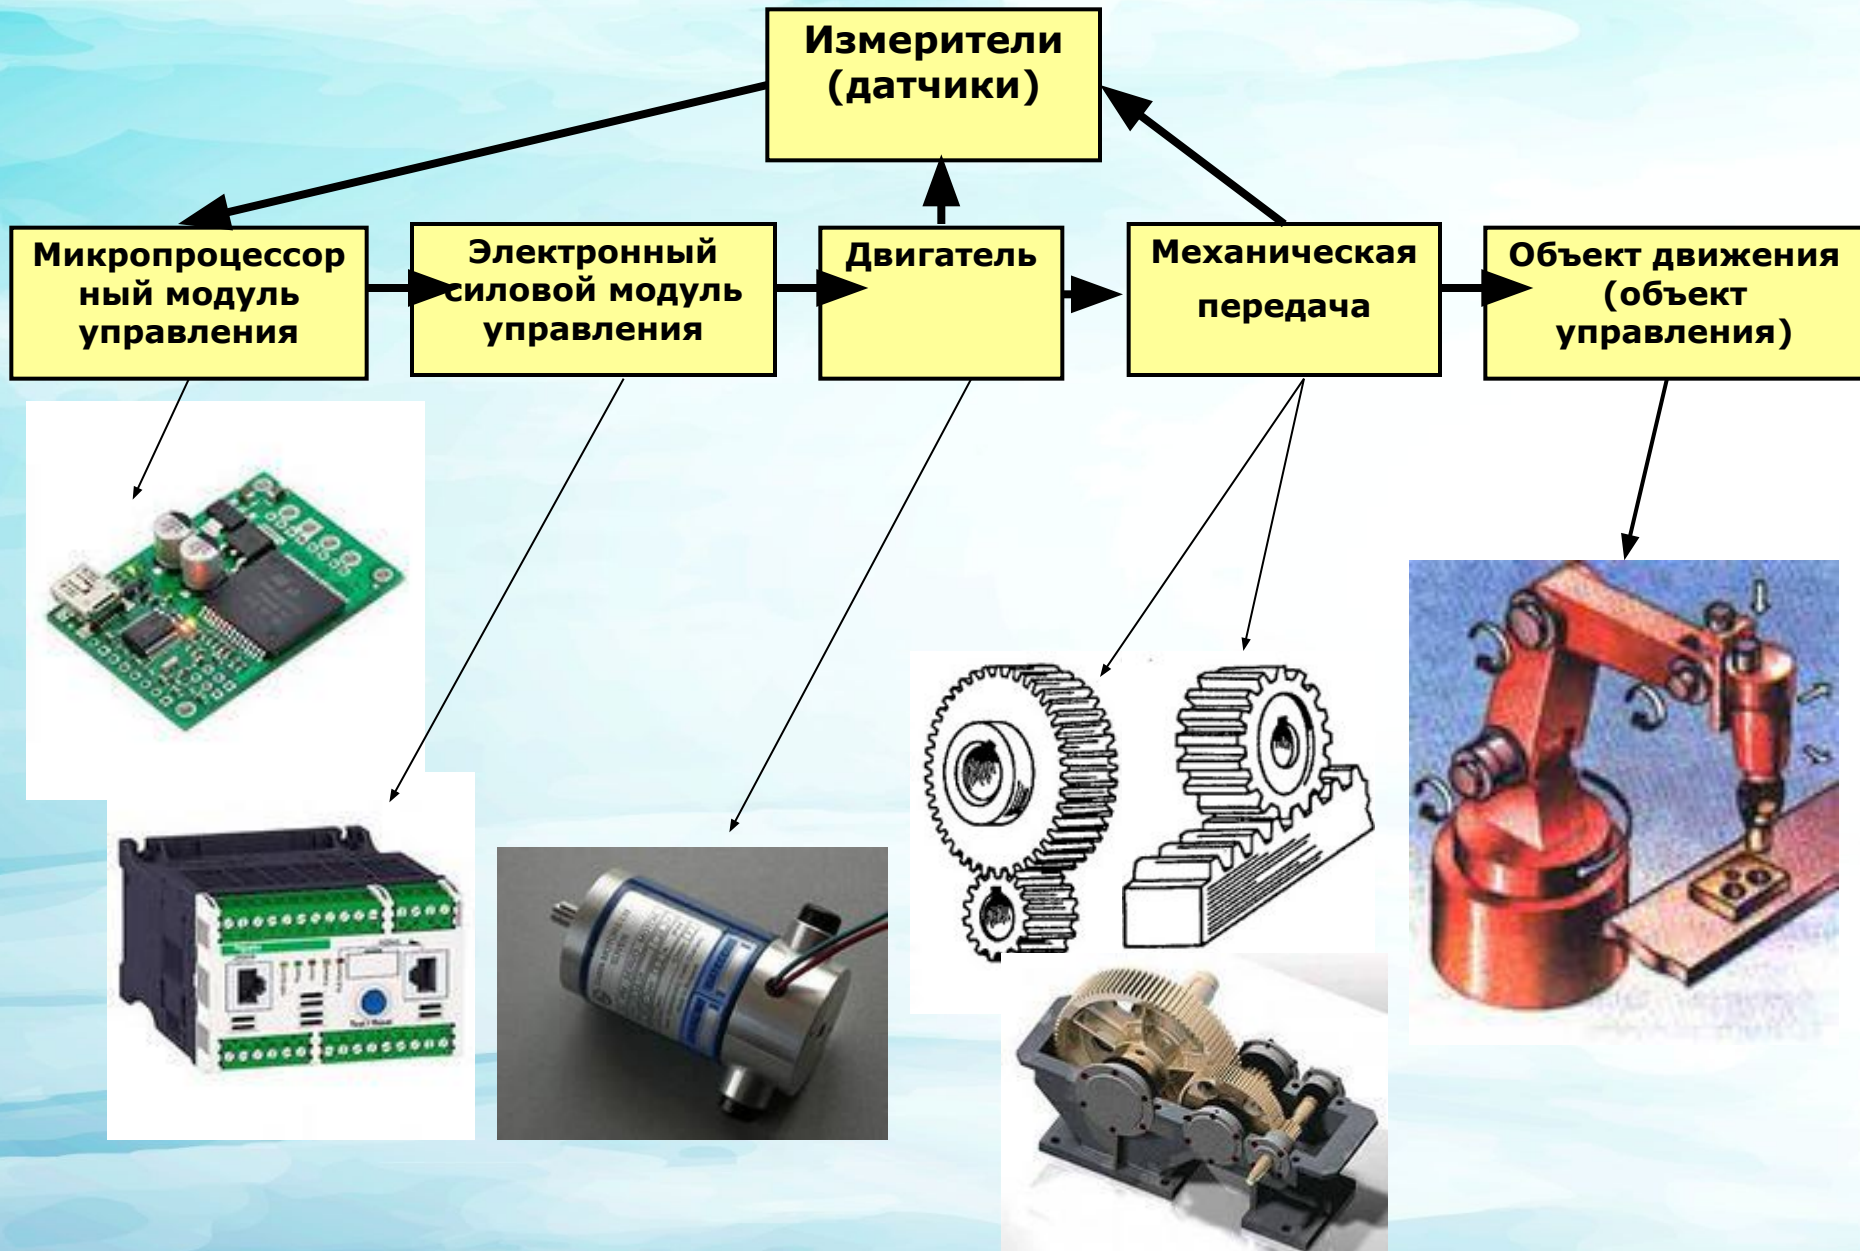 Измерители
(датчики)
Микропроцессор
ный модуль
управления
Электронный
силовой модуль
управления
Двигатель
Механическая
передача
Объект движения
(объект
управления)